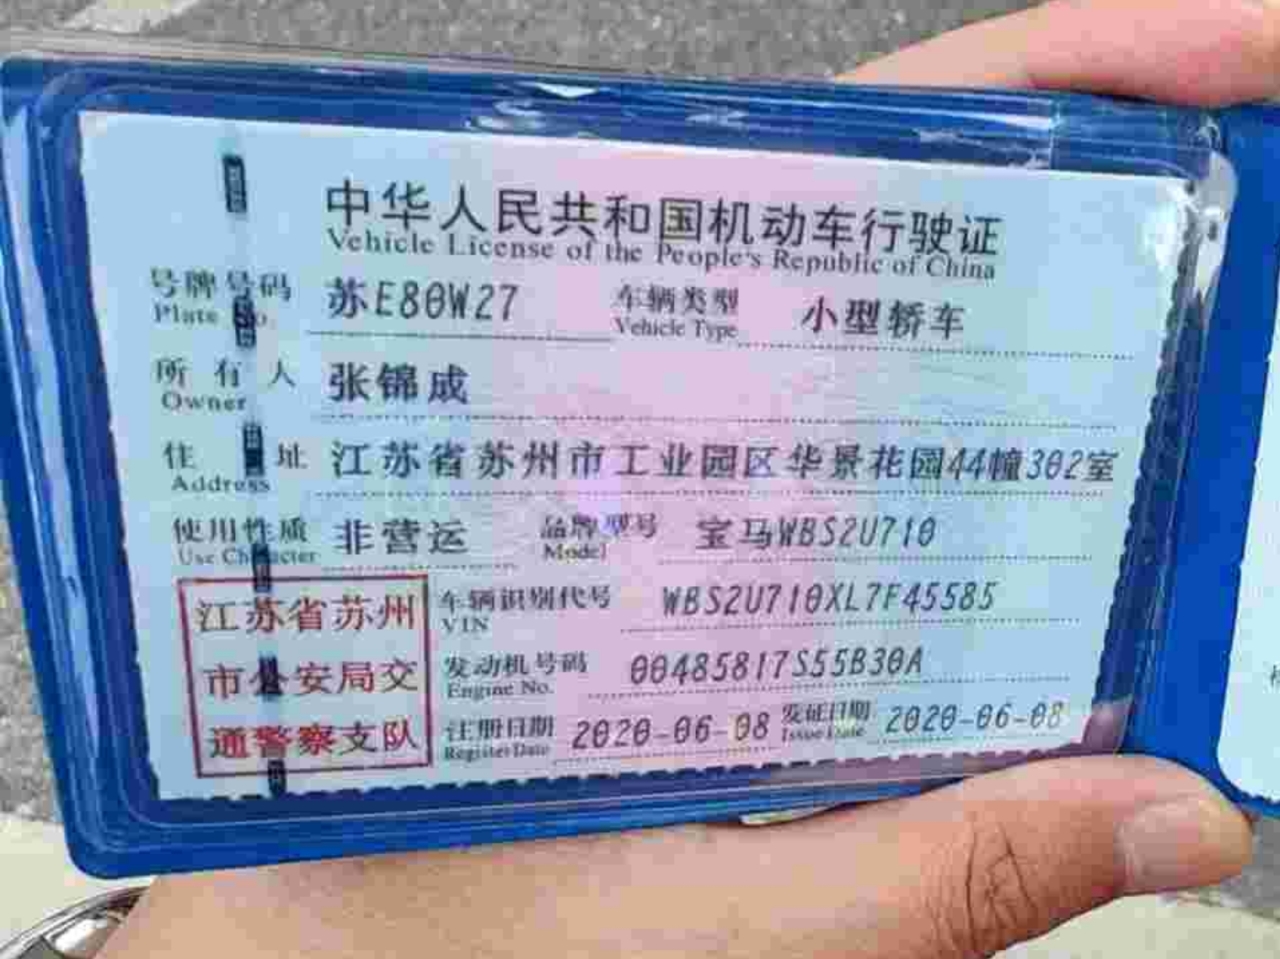 中华人民共和国机动车行驶证
Vehicle License of the People's Republic of China
号牌号码 苏E80W27 车辆类型 小型轿车
Plate No. Vehicle Type
所有人 张锦成
Owner
住址 江苏省苏州市工业园区华景花园44幢302室
Address
使用性质 非营运 品牌型号 宝马WBS2U710
Use Character Model
江苏省苏州
市公安局交
通警察支队
车辆识别代号 WBS2U710XL7F45585
VIN
发动机号码 00485817S55B30A
Engine No.
注册日期 2020-06-08 发证日期 2020-06-08
Register Date Issue Date